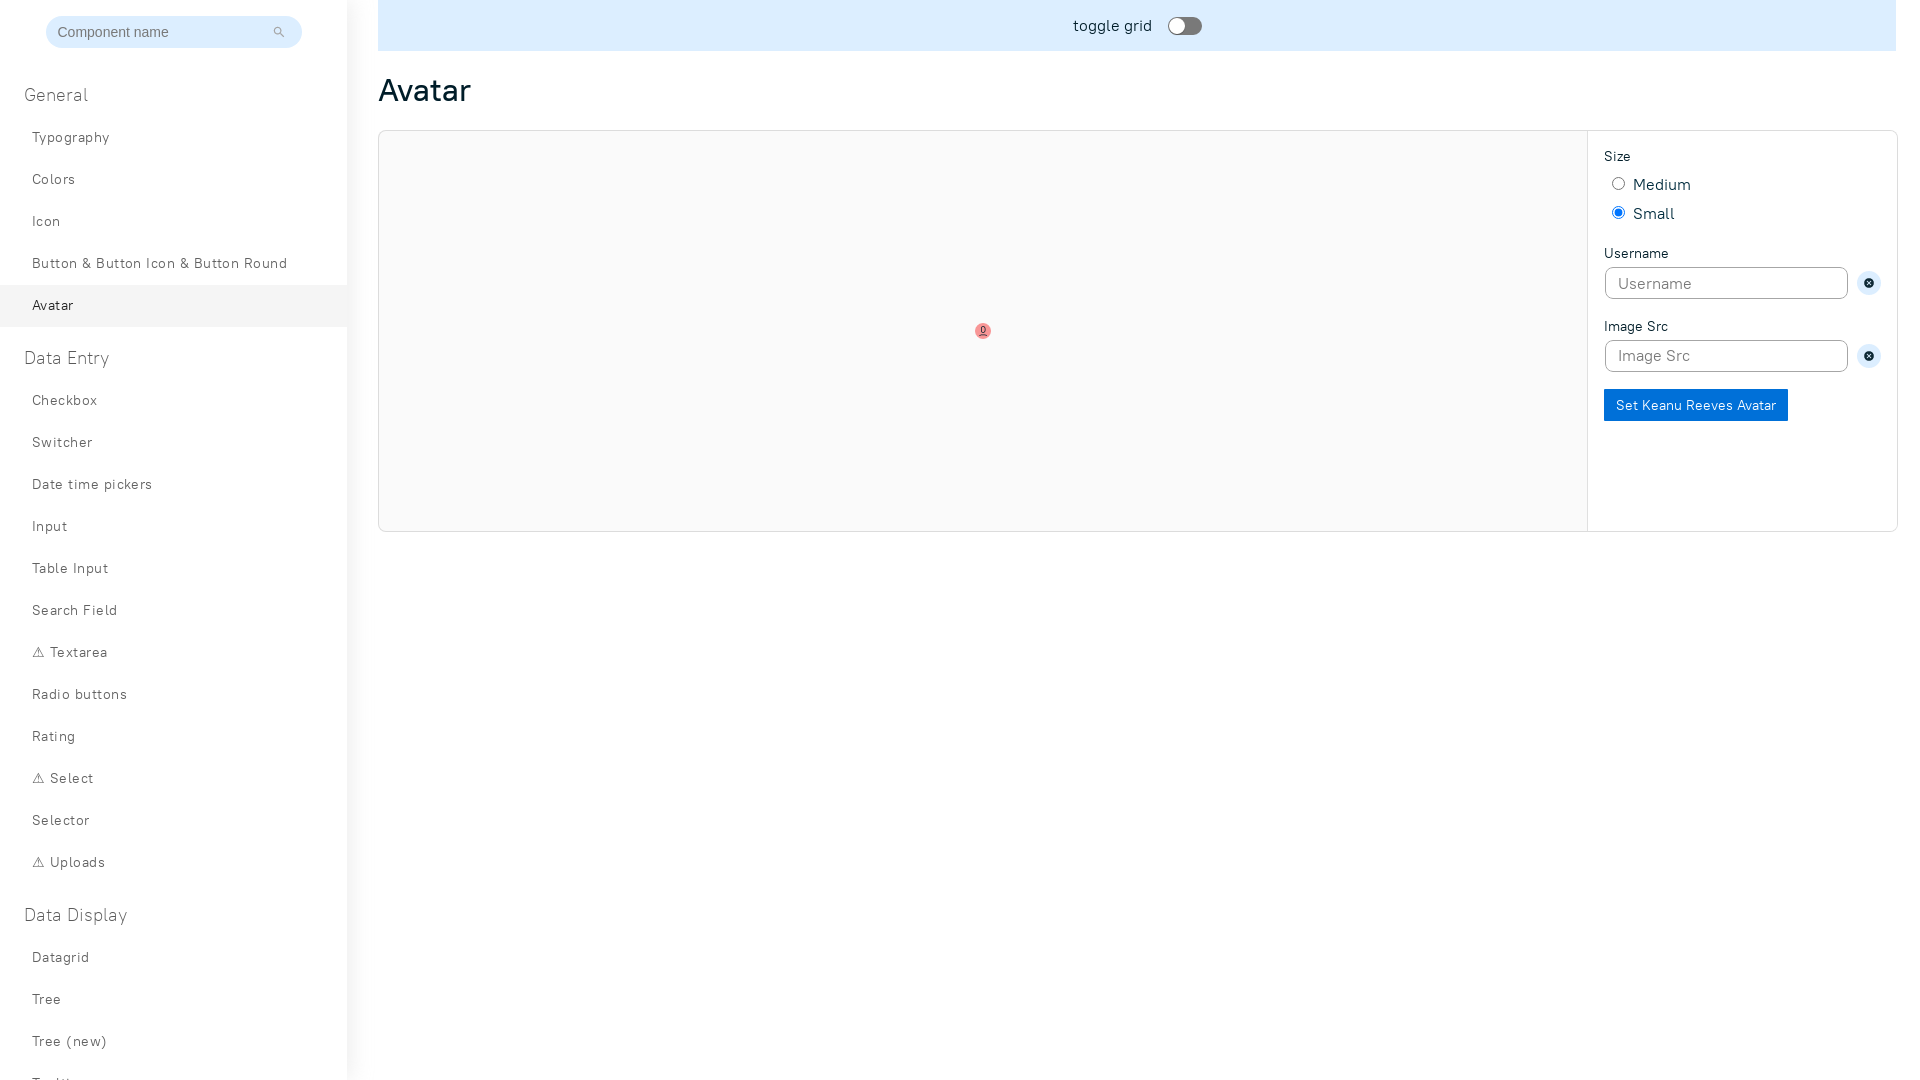 Component name
General
Typography
Colors
Icon
Button & Button Icon & Button Round
Avatar
Data Entry
Checkbox
Switcher
Date time pickers
Input
Table Input
Search Field
⚠ Textarea
Radio buttons
Rating
⚠ Select
Selector
⚠ Uploads
Data Display
Datagrid
Tree
Tree (new)
toggle grid
Avatar
Size
Medium
Small
Username
Username
Image Src
Image Src
Set Keanu Reeves Avatar